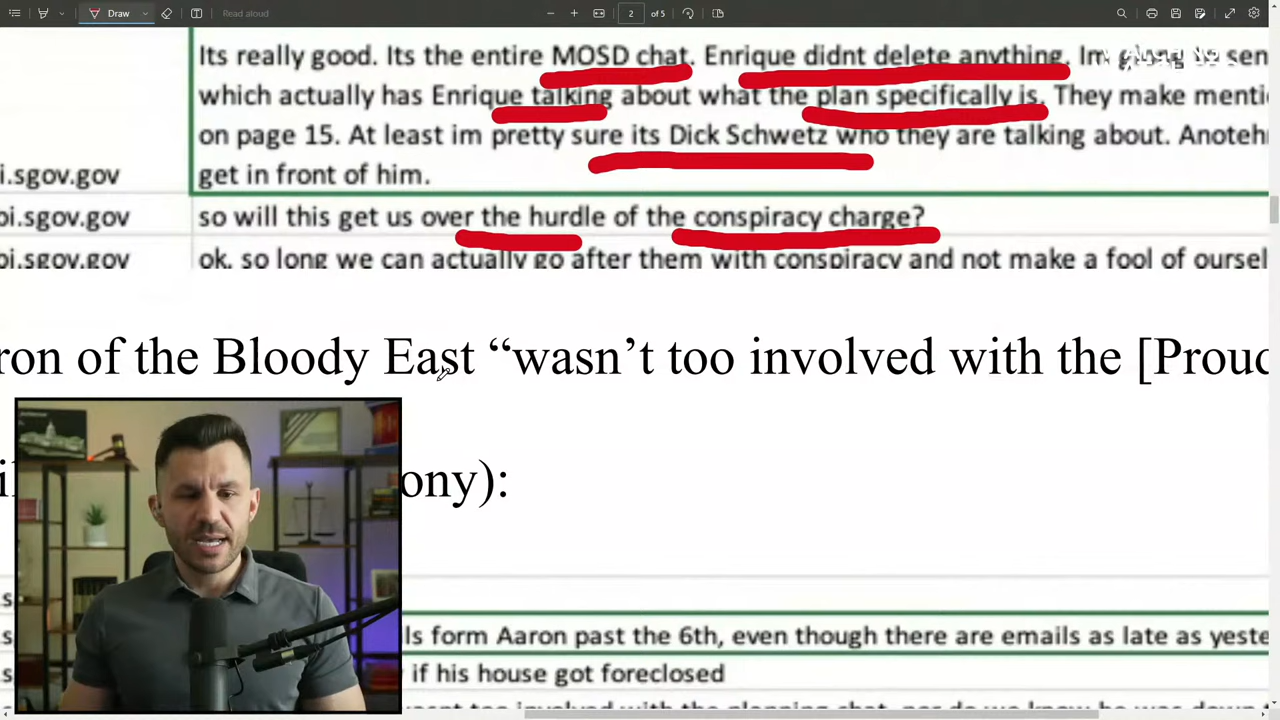 Draw
Read aloud
2 of 5
Its really good. Its the entire MOSD chat. Enrique didnt delete anything. Im
which actually has Enrique talking about what the plan specifically is. They make menti
on page 15. At least im pretty sure its Dick Schwetz who they are talking about. Anoteh
i.sgov.gov get in front of him.
oi.sgov.gov so will this get us over the hurdle of the conspiracy charge?
oi.sgov.gov ok, so long we can actually go after them with conspiracy and not make a fool of oursel
ron of the Bloody East “wasn’t too involved with the [Proud
ony):
ls form Aaron past the 6th, even though there are emails as late as yeste
if his house got foreclosed